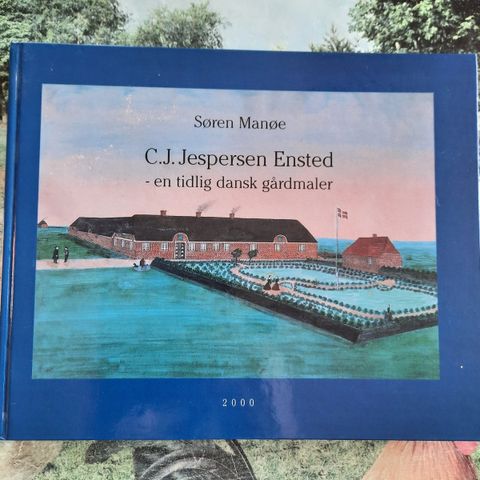 Søren Manøe
C.J. Jespersen Ensted
- en tidlig dansk gårdmaler
2000